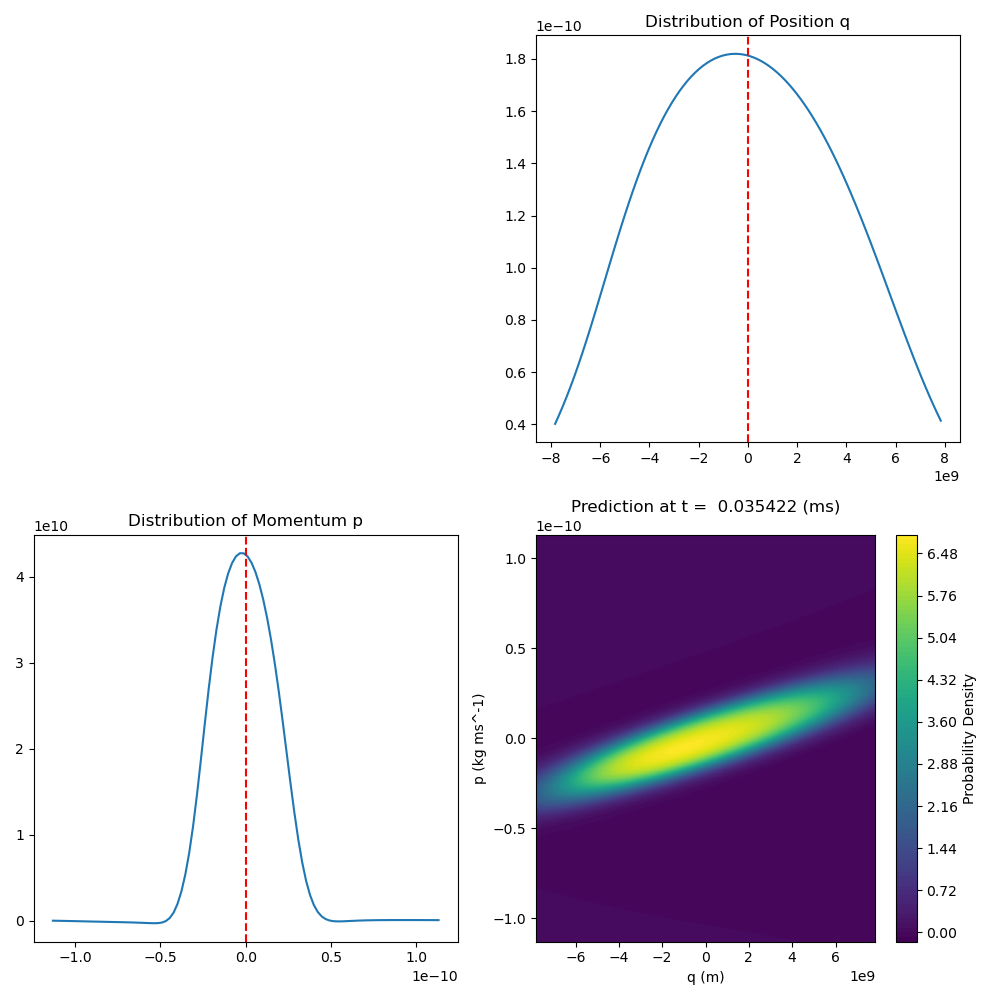 Distribution of Position q
1e−10
1.8
1.6
1.4
1.2
1.0
0.8
0.6
0.4
−8 −6 −4 −2 0 2 4 6 8
1e9
Distribution of Momentum p
1e10
4
3
2
1
0
−1.0 −0.5 0.0 0.5 1.0
1e−10
Prediction at t =  0.035422 (ms)
1e−10
1.0
0.5
0.0
−0.5
−1.0
p (kg ms^-1)
−6 −4 −2 0 2 4 6
1e9
q (m)
6.48
5.76
5.04
4.32
3.60
2.88
2.16
1.44
0.72
0.00
Probability Density